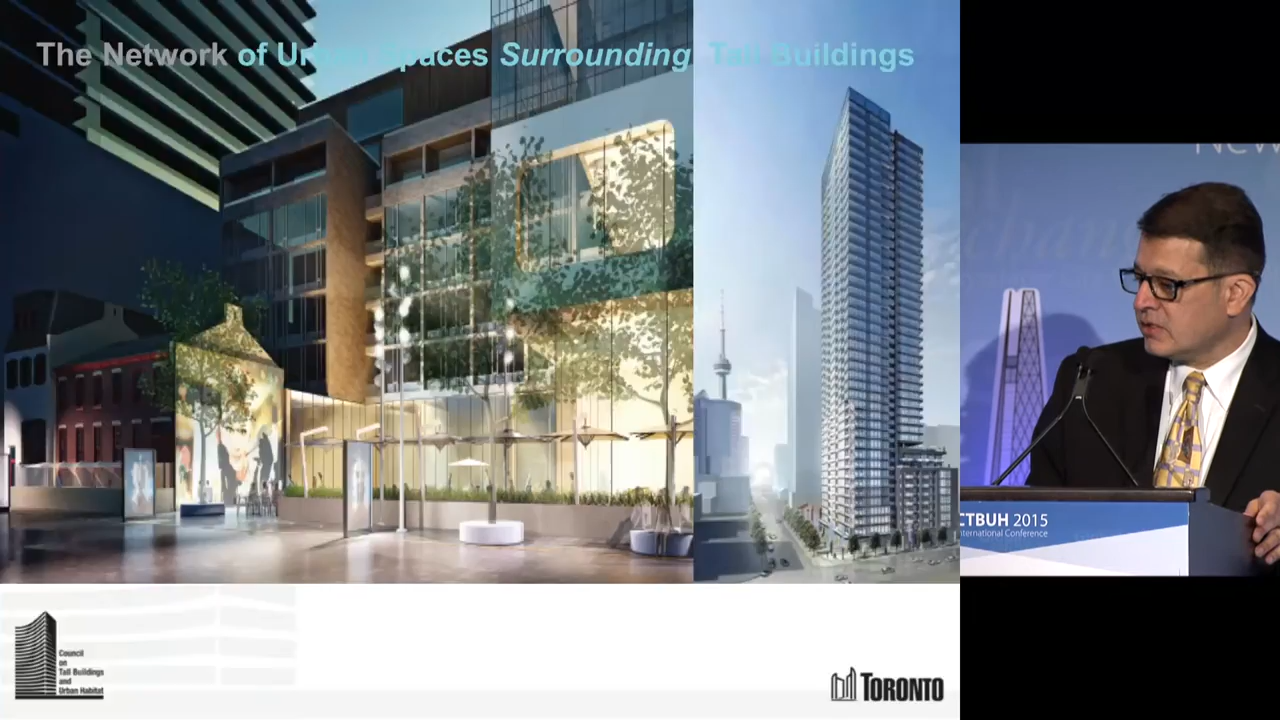 The Network of Urban Spaces Surrounding Tall Buildings
New
CTBUH 2015
International Conference
Council
on
Tall Buildings
and
Urban Habitat
TORONTO